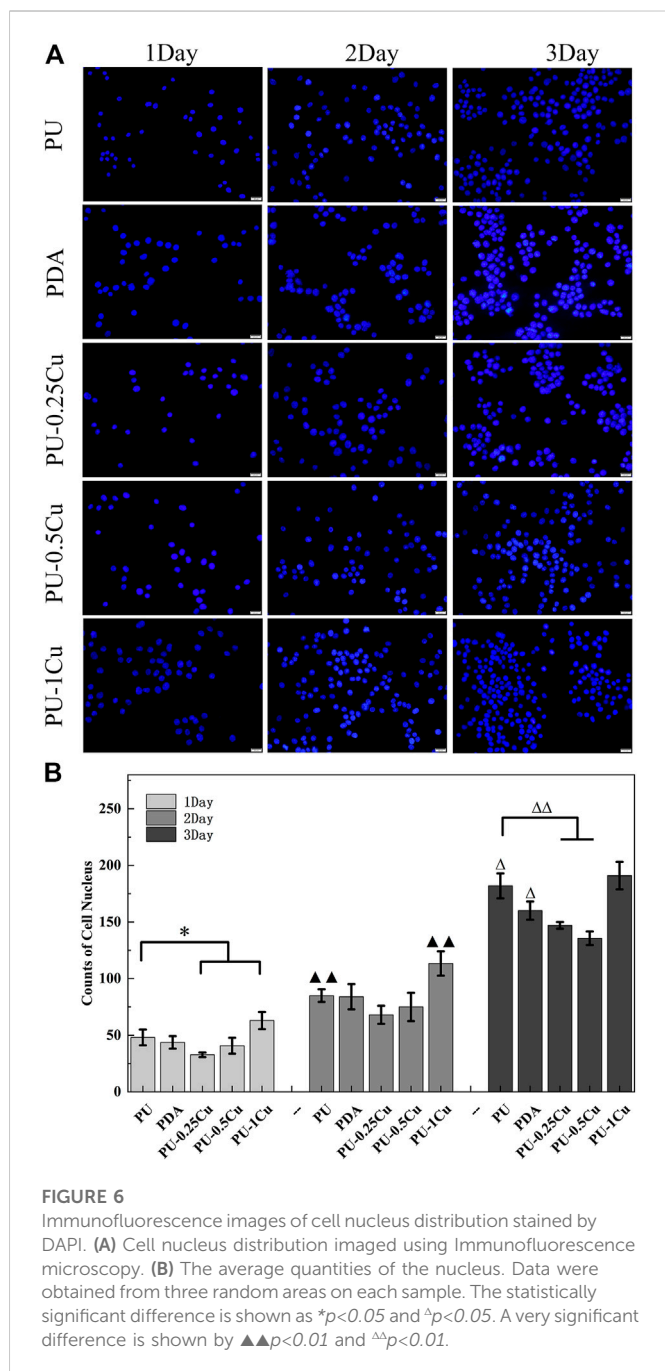 A
1Day 2Day 3Day
PU
PDA
PU-0.25Cu
PU-0.5Cu
PU-1Cu
B
1Day
2Day
3Day
Counts of Cell Nucleus
250
200
150
100
50
0
*
▲▲
▲▲
Δ
Δ
ΔΔ
PU PDA PU-0.25Cu PU-0.5Cu PU-1Cu -- PU PDA PU-0.25Cu PU-0.5Cu PU-1Cu -- PU PDA PU-0.25Cu PU-0.5Cu PU-1Cu
FIGURE 6
Immunofluorescence images of cell nucleus distribution stained by
DAPI. (A) Cell nucleus distribution imaged using Immunofluorescence
microscopy. (B) The average quantities of the nucleus. Data were
obtained from three random areas on each sample. The statistically
significant difference is shown as *p<0.05 and Δp<0.05. A very significant
difference is shown by ▲▲p<0.01 and ΔΔp<0.01.